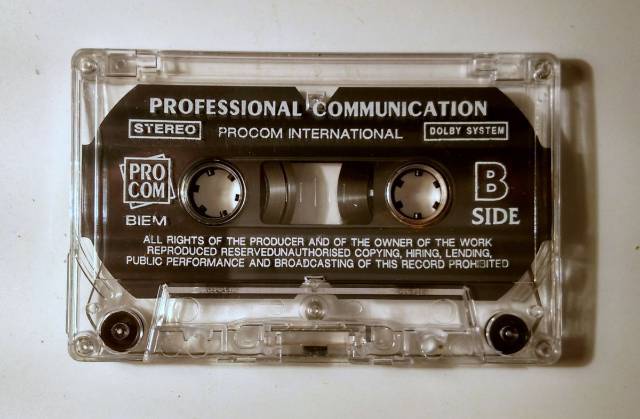 PROFESSIONAL COMMUNICATION
STEREO PROCOM INTERNATIONAL DOLBY SYSTEM
PRO
COM
BIEM
B
SIDE
ALL RIGHTS OF THE PRODUCER AND OF THE OWNER OF THE WORK
REPRODUCED RESERVEDUNAUTHORISED COPYING, HIRING, LENDING,
PUBLIC PERFORMANCE AND BROADCASTING OF THIS RECORD PROHIBITED